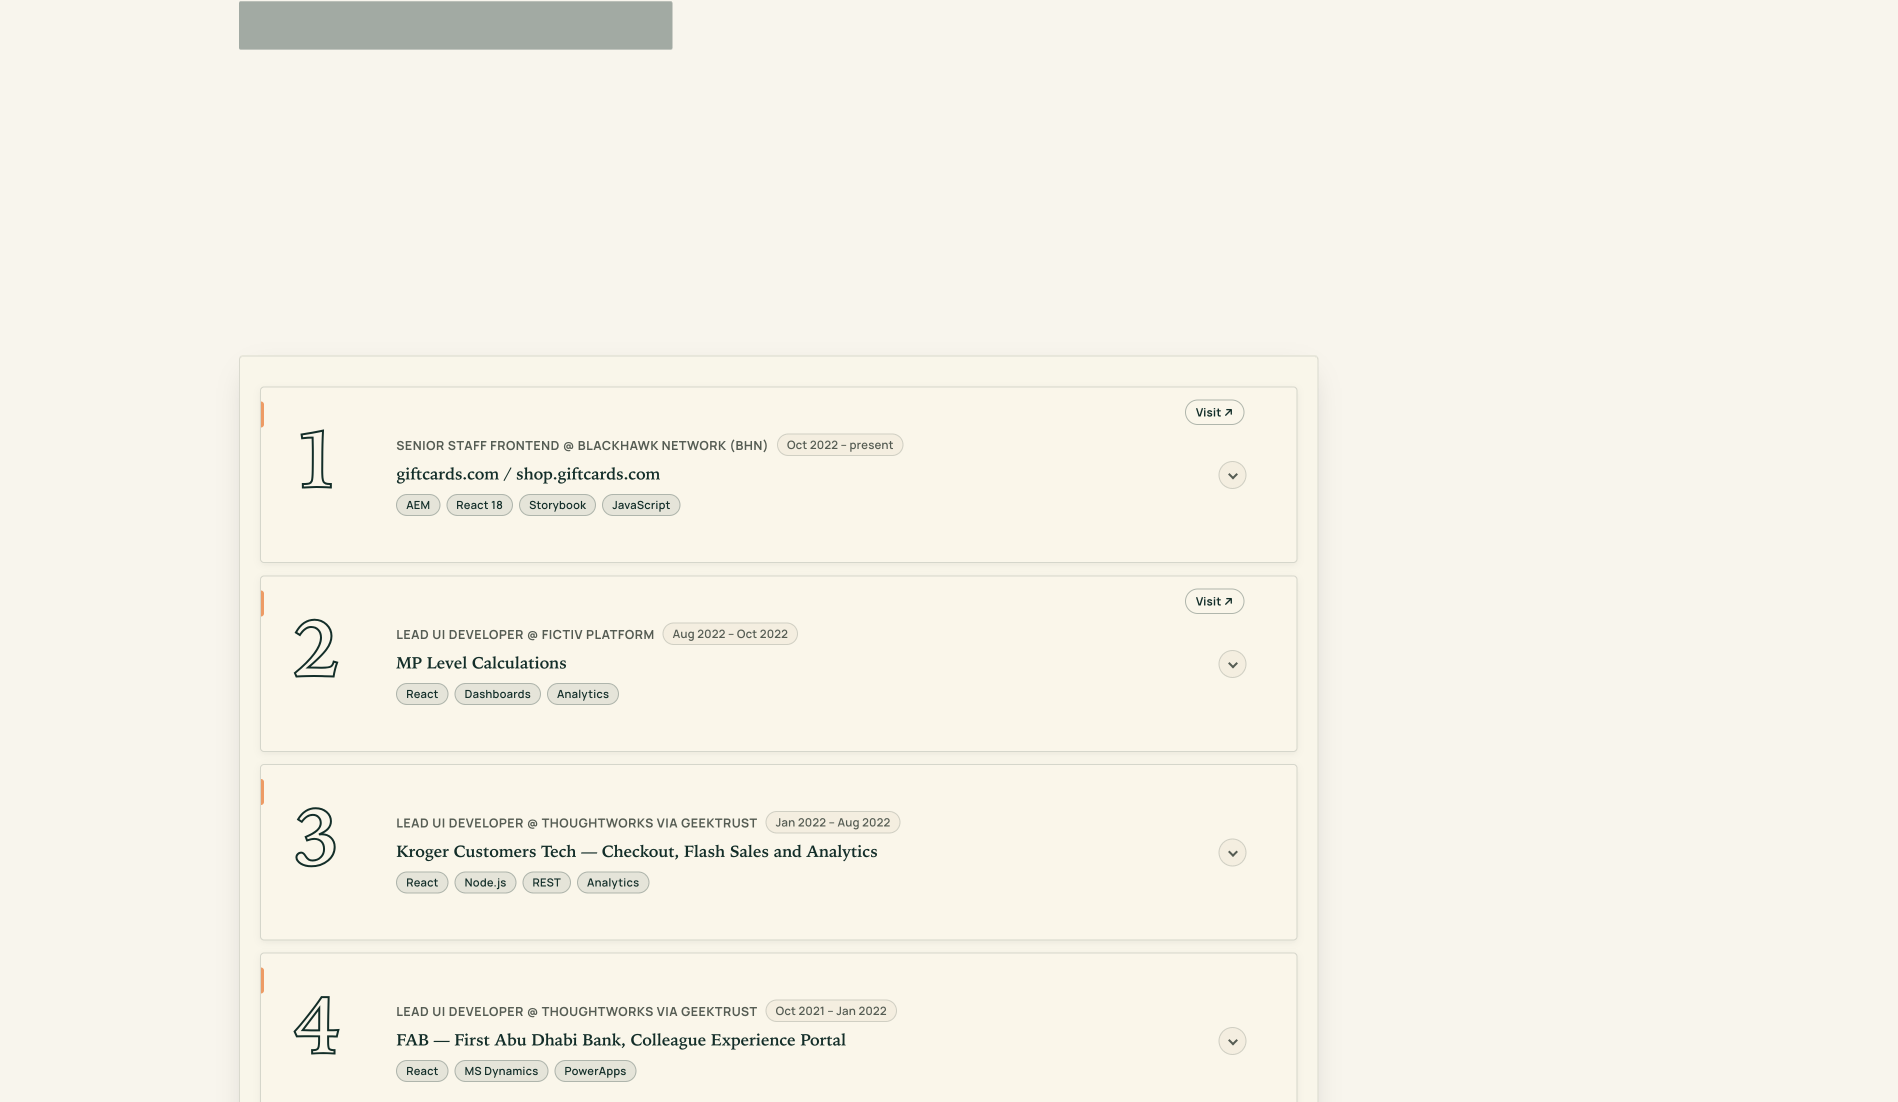 Visit ↗
1
SENIOR STAFF FRONTEND @ BLACKHAWK NETWORK (BHN) Oct 2022 – present
giftcards.com / shop.giftcards.com
AEM React 18 Storybook JavaScript
Visit ↗
2
LEAD UI DEVELOPER @ FICTIV PLATFORM Aug 2022 – Oct 2022
MP Level Calculations
React Dashboards Analytics
3
LEAD UI DEVELOPER @ THOUGHTWORKS VIA GEEKTRUST Jan 2022 – Aug 2022
Kroger Customers Tech — Checkout, Flash Sales and Analytics
React Node.js REST Analytics
4
LEAD UI DEVELOPER @ THOUGHTWORKS VIA GEEKTRUST Oct 2021 – Jan 2022
FAB — First Abu Dhabi Bank, Colleague Experience Portal
React MS Dynamics PowerApps